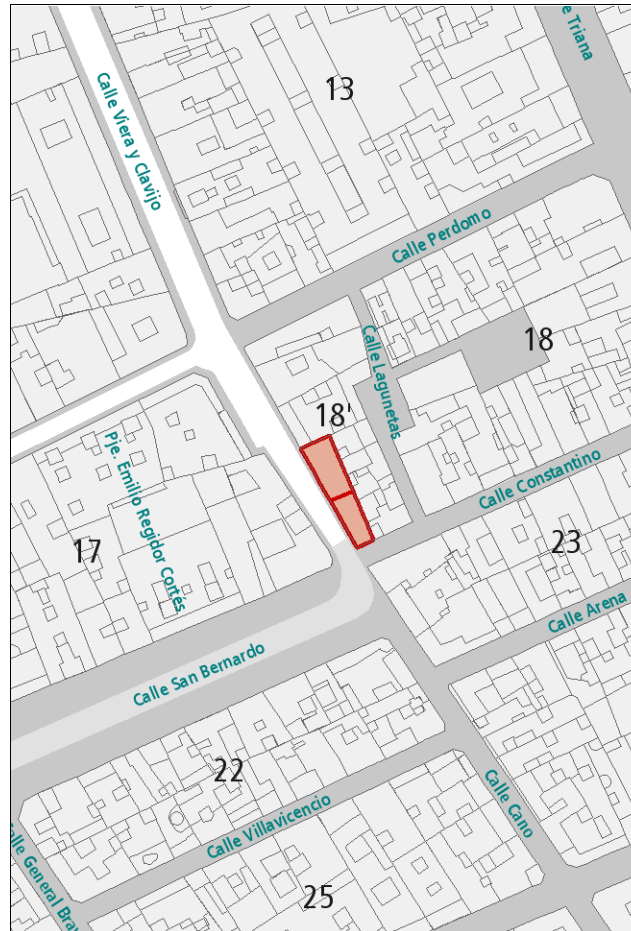 e Triana
Calle Viera y Clavijo
13
Calle Perdomo
Calle Lagunetas
18
18'
Calle Constantino
Pje. Emilio Regidor Cortés
17
23
Calle Arena
Calle San Bernardo
22
Calle Cano
Calle Villavicencio
alle General Brav
25